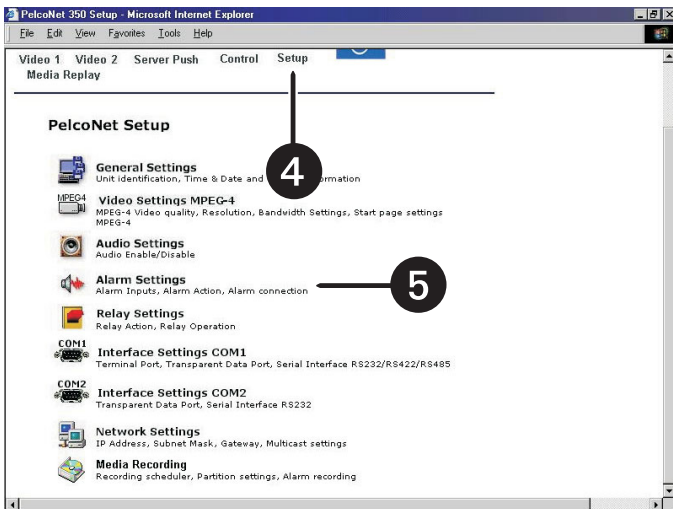 PelcoNet 350 Setup - Microsoft Internet Explorer
File Edit View Favorites Tools Help
Video 1 Video 2 Server Push Control Setup
Media Replay
PelcoNet Setup
4
General Settings
Unit identification, Time & Date and
MPEG4
Video Settings MPEG-4
MPEG-4 Video quality, Resolution, Bandwidth Settings, Start page settings
MPEG-4
Audio Settings
Audio Enable/Disable
Alarm Settings
Alarm Inputs, Alarm Action, Alarm connection
5
Relay Settings
Relay Action, Relay Operation
COM1
Interface Settings COM1
Terminal Port, Transparent Data Port, Serial Interface RS232/RS422/RS485
COM2
Interface Settings COM2
Transparent Data Port, Serial Interface RS232
Network Settings
IP Address, Subnet Mask, Gateway, Multicast settings
Media Recording
Recording scheduler, Partition settings, Alarm recording